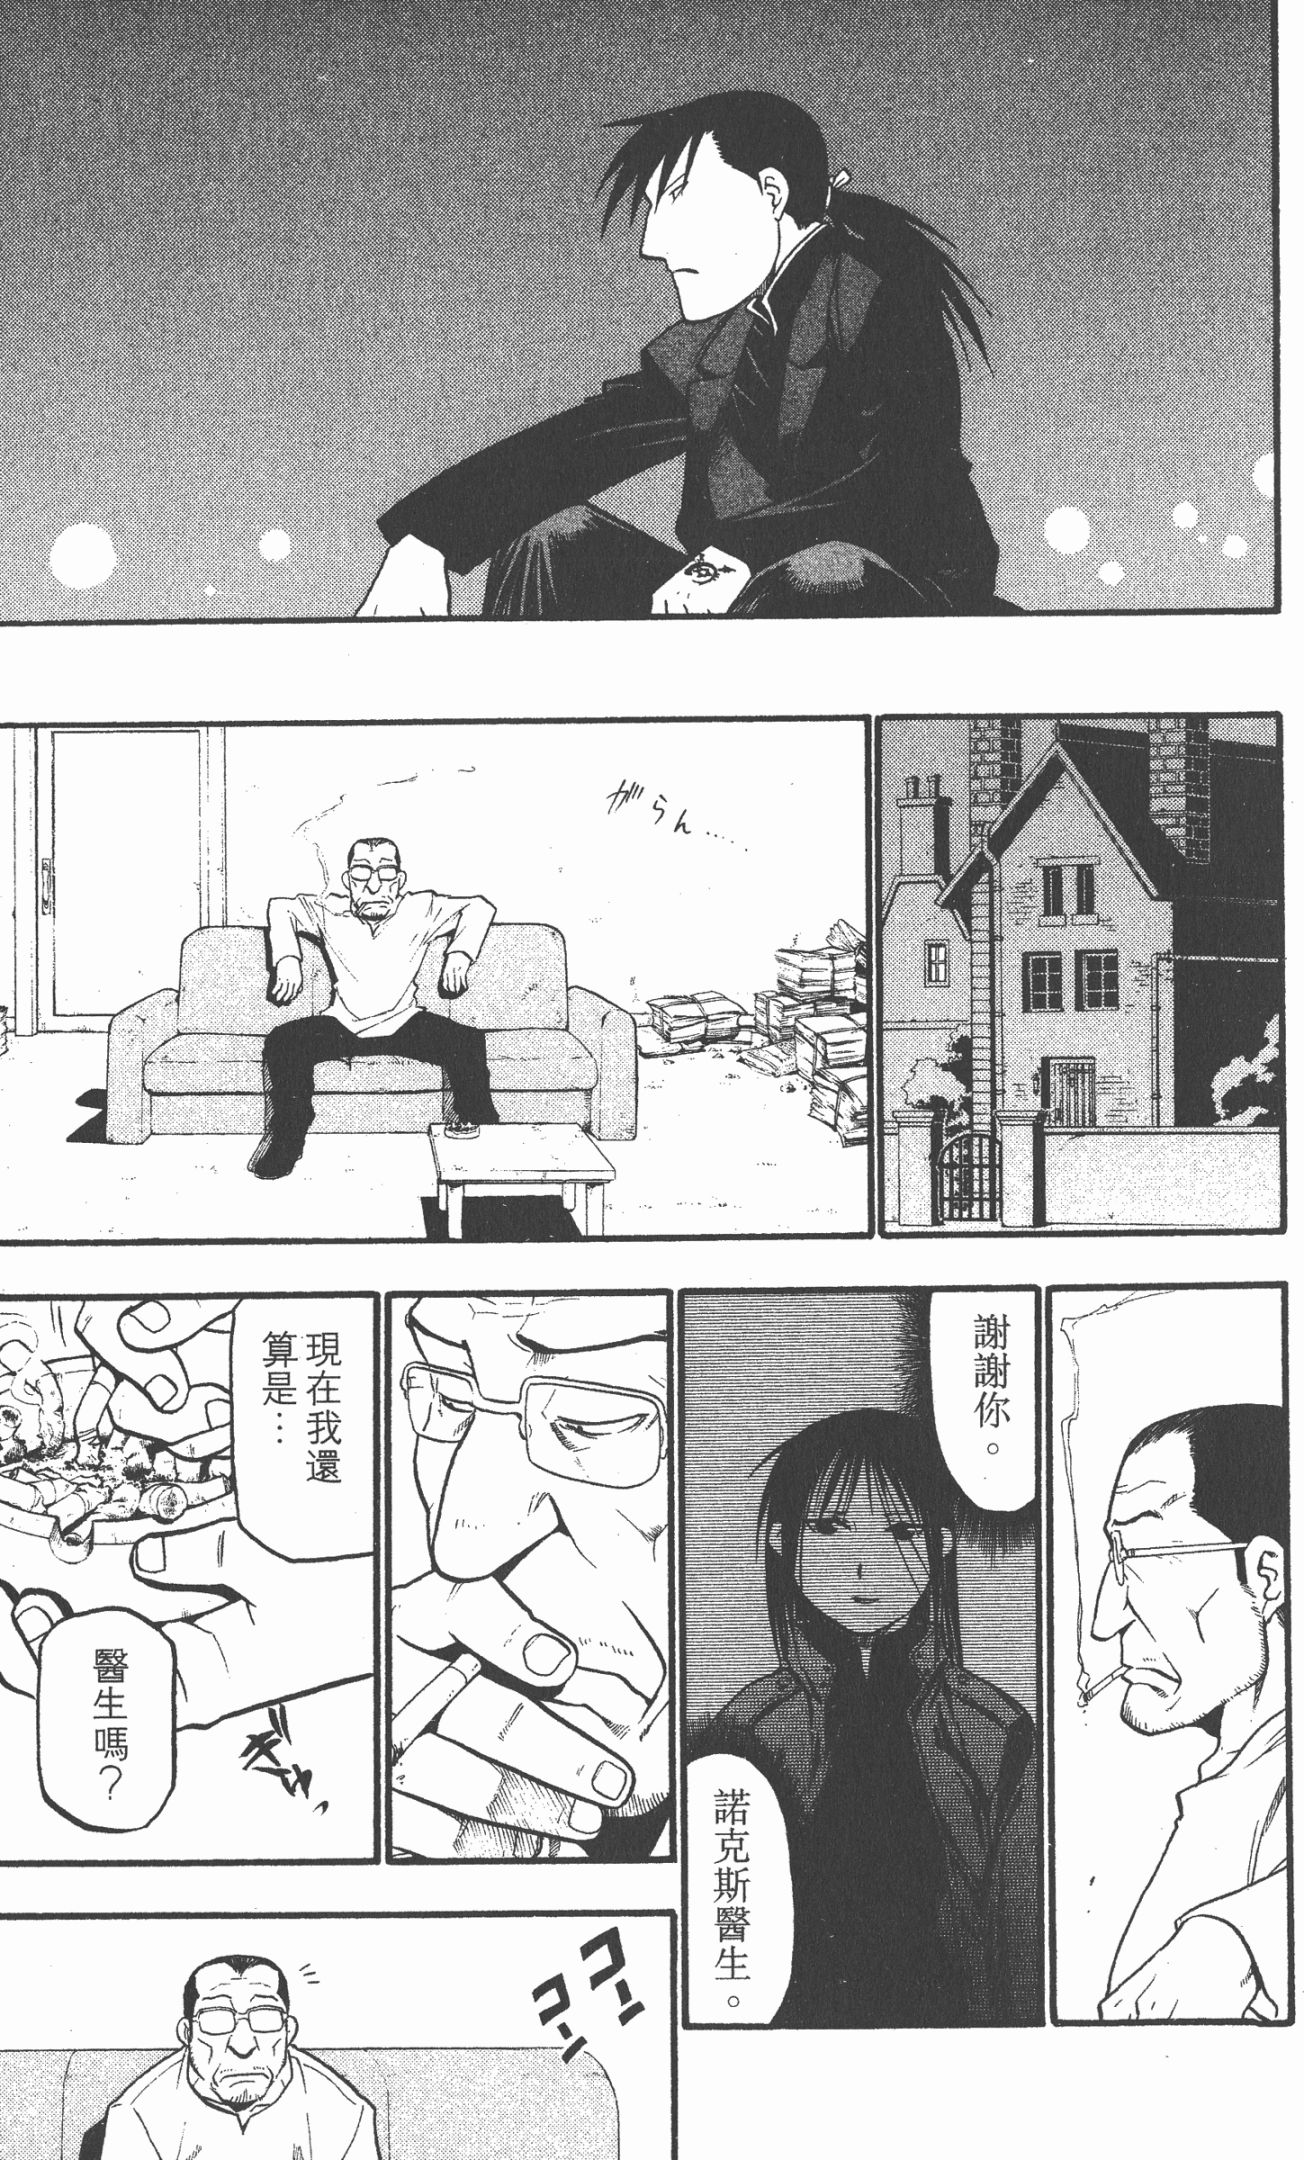 がらん…
謝謝你。
諾克斯醫生。
現在我還
算是…
醫生嗎？
ぎゅ
コン
コン